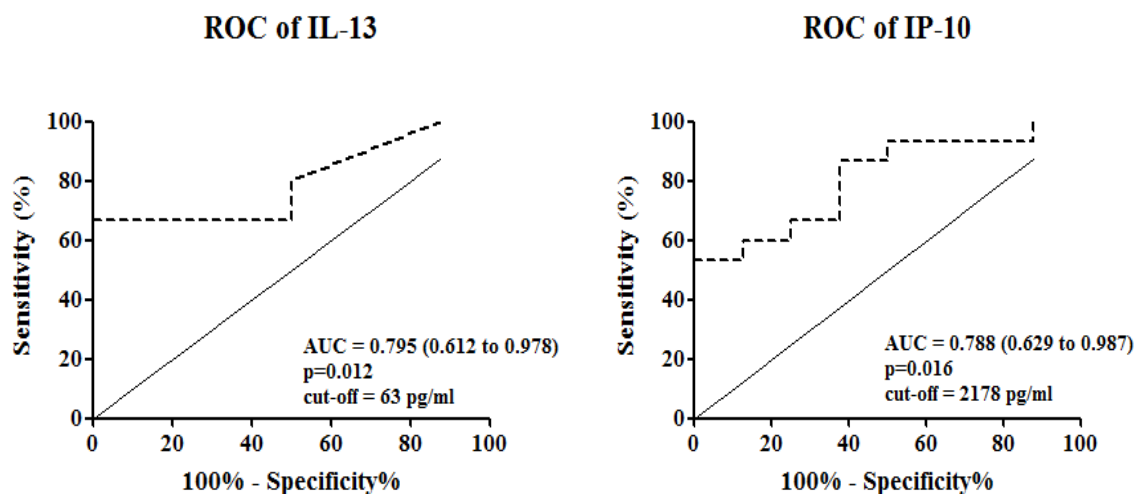 ROC of IL-13
100
80
60
40
20
0
Sensitivity (%)
AUC = 0.795 (0.612 to 0.978)
p=0.012
cut-off = 63 pg/ml
0 20 40 60 80 100
100% - Specificity%
ROC of IP-10
100
80
60
40
20
0
Sensitivity (%)
AUC = 0.788 (0.629 to 0.987)
p=0.016
cut-off = 2178 pg/ml
0 20 40 60 80 100
100% - Specificity%